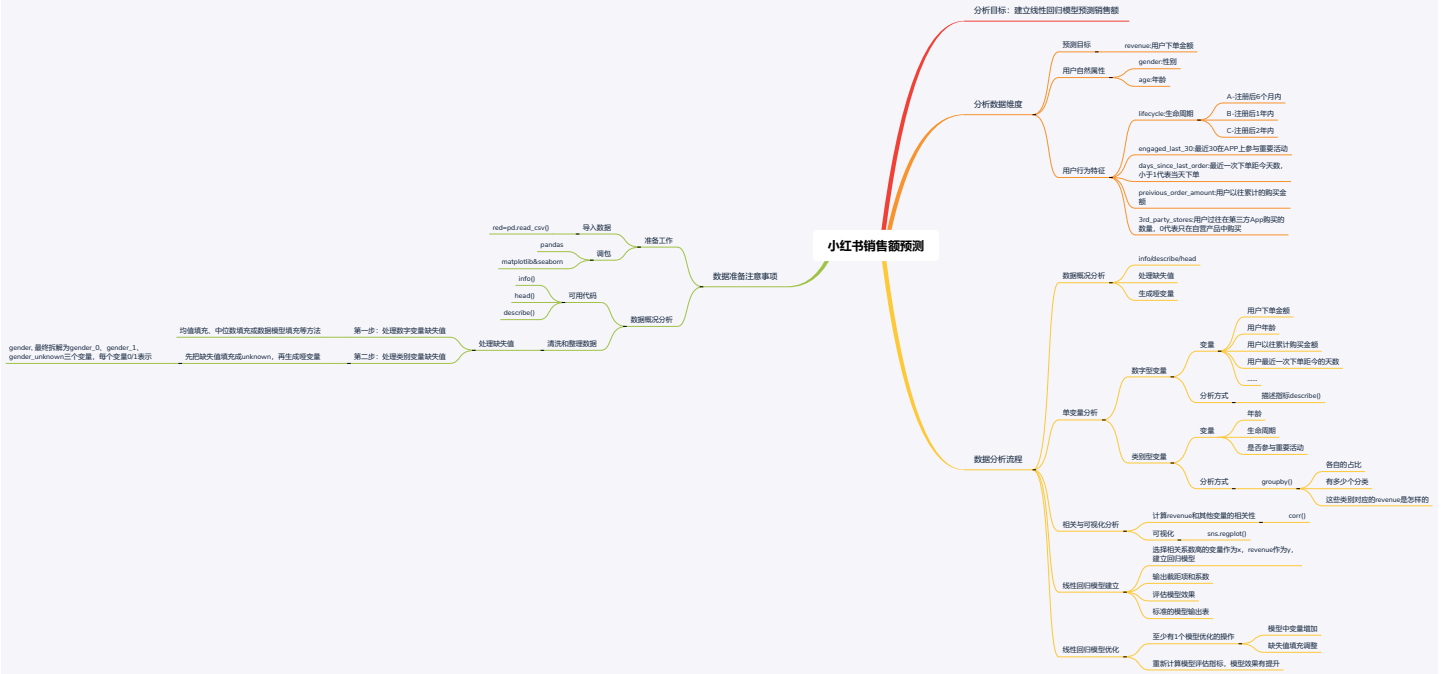 小红书销售额预测
分析目标：建立线性回归模型预测销售额
分析数据维度
预测目标
revenue:用户下单金额
用户自然属性
gender:性别
age:年龄
用户行为特征
lifecycle:生命周期
A-注册后6个月内
B-注册后1年内
C-注册后2年内
engaged_last_30:最近30在APP上参与重要活动
days_since_last_order:最近一次下单距今天数，
小于1代表当天下单
preivious_order_amount:用户以往累计的购买金
额
3rd_party_stores:用户过往在第三方App购买的
数量，0代表只在自营产品中购买
数据分析流程
数据概况分析
info/describe/head
处理缺失值
生成哑变量
单变量分析
数字型变量
变量
用户下单金额
用户年龄
用户以往累计购买金额
用户最近一次下单距今的天数
......
分析方式
描述指标describe()
类别型变量
变量
年龄
生命周期
是否参与重要活动
分析方式
groupby()
各自的占比
有多少个分类
这些类别对应的revenue是怎样的
相关与可视化分析
计算revenue和其他变量的相关性
corr()
可视化
sns.regplot()
线性回归模型建立
选择相关系数高的变量作为x，revenue作为y，
建立回归模型
输出截距项和系数
评估模型效果
标准的模型输出表
线性回归模型优化
至少有1个模型优化的操作
模型中变量增加
缺失值填充调整
重新计算模型评估指标，模型效果有提升
数据准备注意事项
准备工作
导入数据
red=pd.read_csv()
调包
pandas
matplotlib&seaborn
数据概况分析
可用代码
info()
head()
describe()
清洗和整理数据
处理缺失值
第一步：处理数字变量缺失值
均值填充、中位数填充或数据模型填充等方法
第二步：处理类别变量缺失值
先把缺失值填充成unknown，再生成哑变量
gender, 最终拆解为gender_0、gender_1、
gender_unknown三个变量，每个变量0/1表示